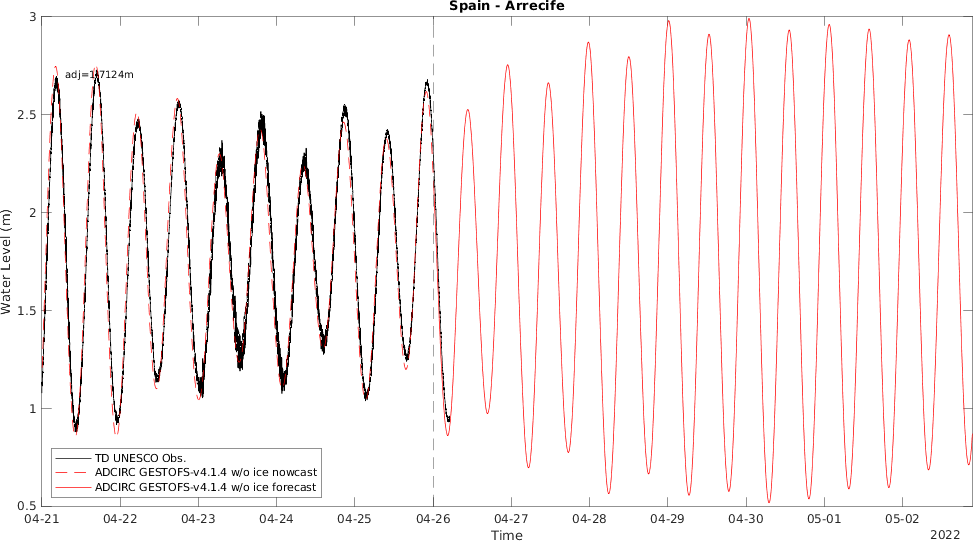 Spain - Arrecife
adj=1.7124m
Water Level (m)
3
2.5
2
1.5
1
0.5
TD UNESCO Obs.
ADCIRC GESTOFS-v4.1.4 w/o ice nowcast
ADCIRC GESTOFS-v4.1.4 w/o ice forecast
04-21 04-22 04-23 04-24 04-25 04-26 04-27 04-28 04-29 04-30 05-01 05-02
Time
2022